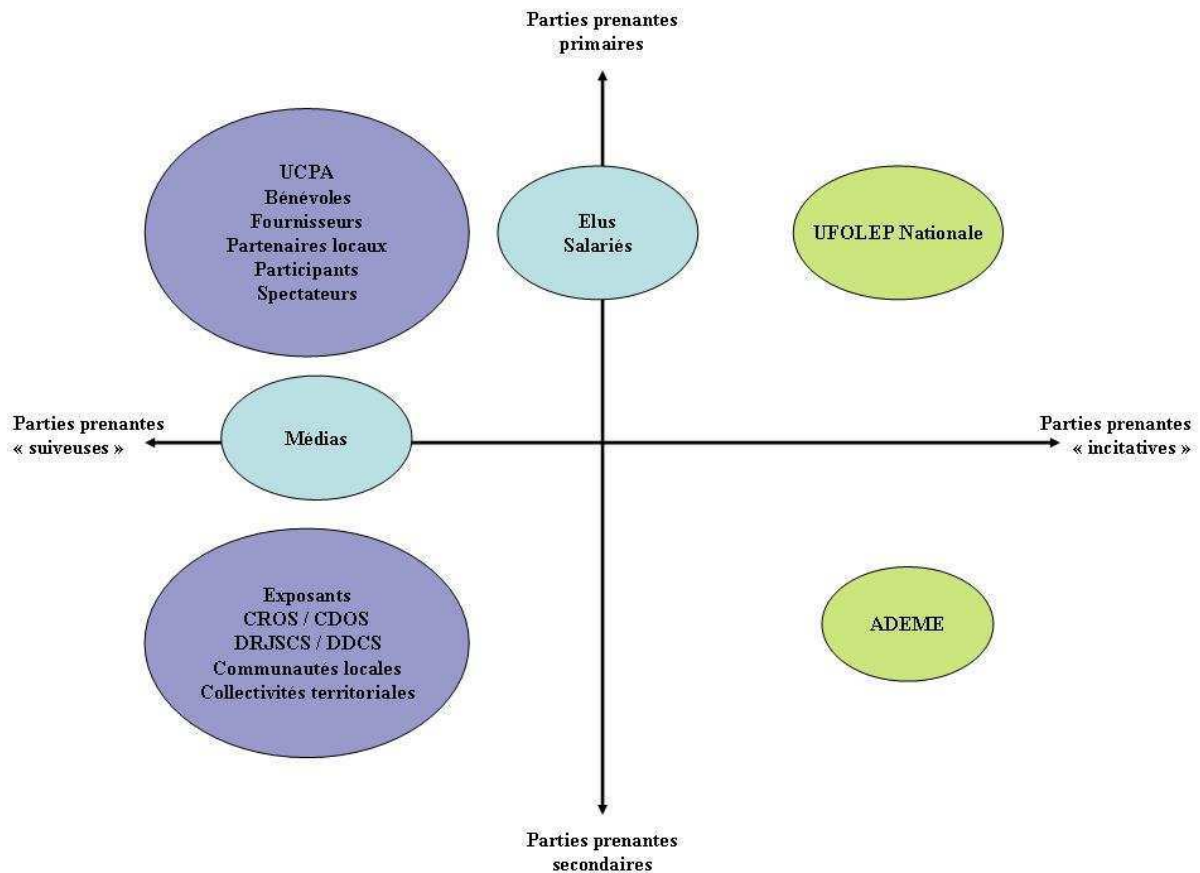 Parties prenantes
primaires
UCPA
Bénévoles
Fournisseurs
Partenaires locaux
Participants
Spectateurs
Elus
Salariés
UFOLEP Nationale
Parties prenantes
« suiveuses »
Médias
Parties prenantes
« incitatives »
Exposants
CROS / CDOS
DRJSCS / DDCS
Communautés locales
Collectivités territoriales
ADEME
Parties prenantes
secondaires